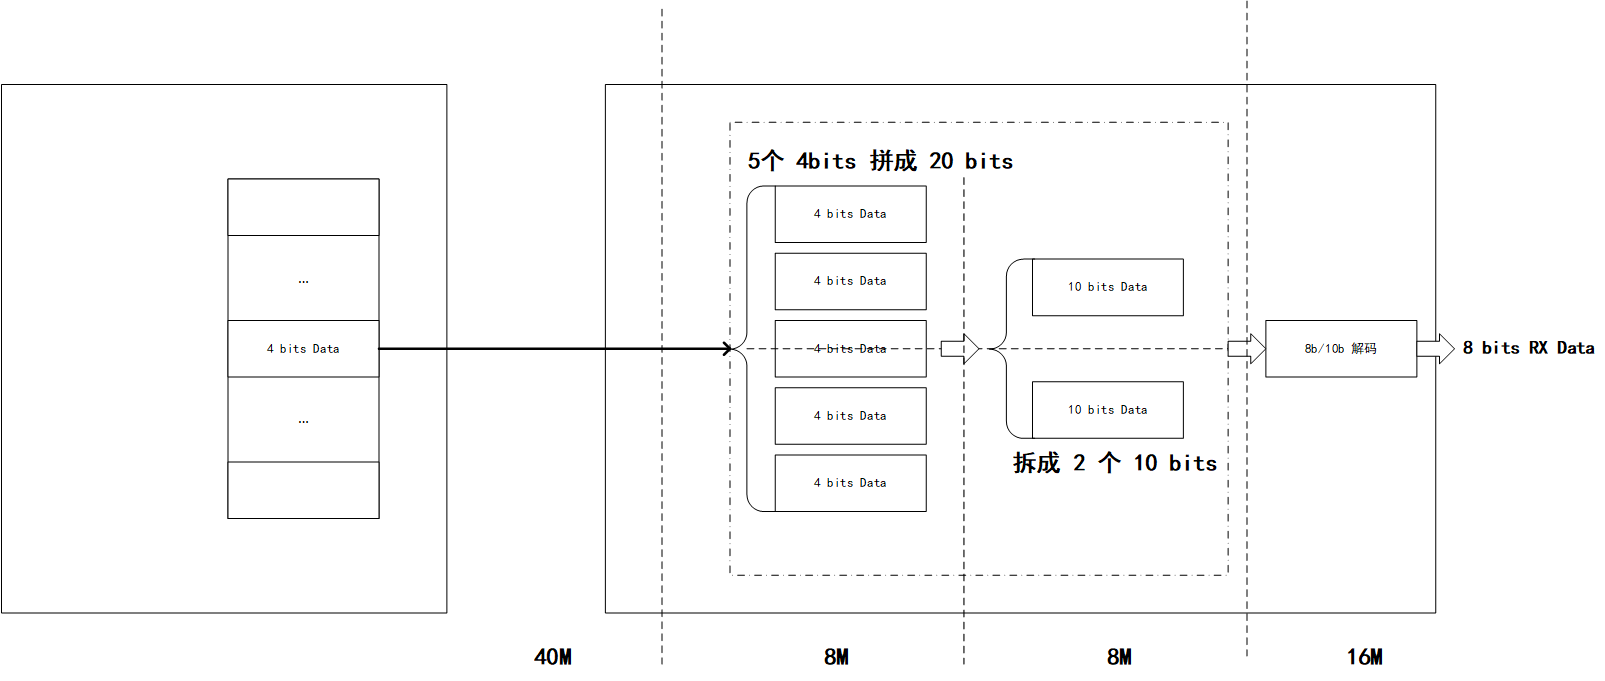 5个 4bits 拼成 20 bits
...
4 bits Data
...
4 bits Data
4 bits Data
4 bits Data
4 bits Data
4 bits Data
10 bits Data
10 bits Data
拆成 2 个 10 bits
8b/10b 解码
8 bits RX Data
40M
8M
8M
16M